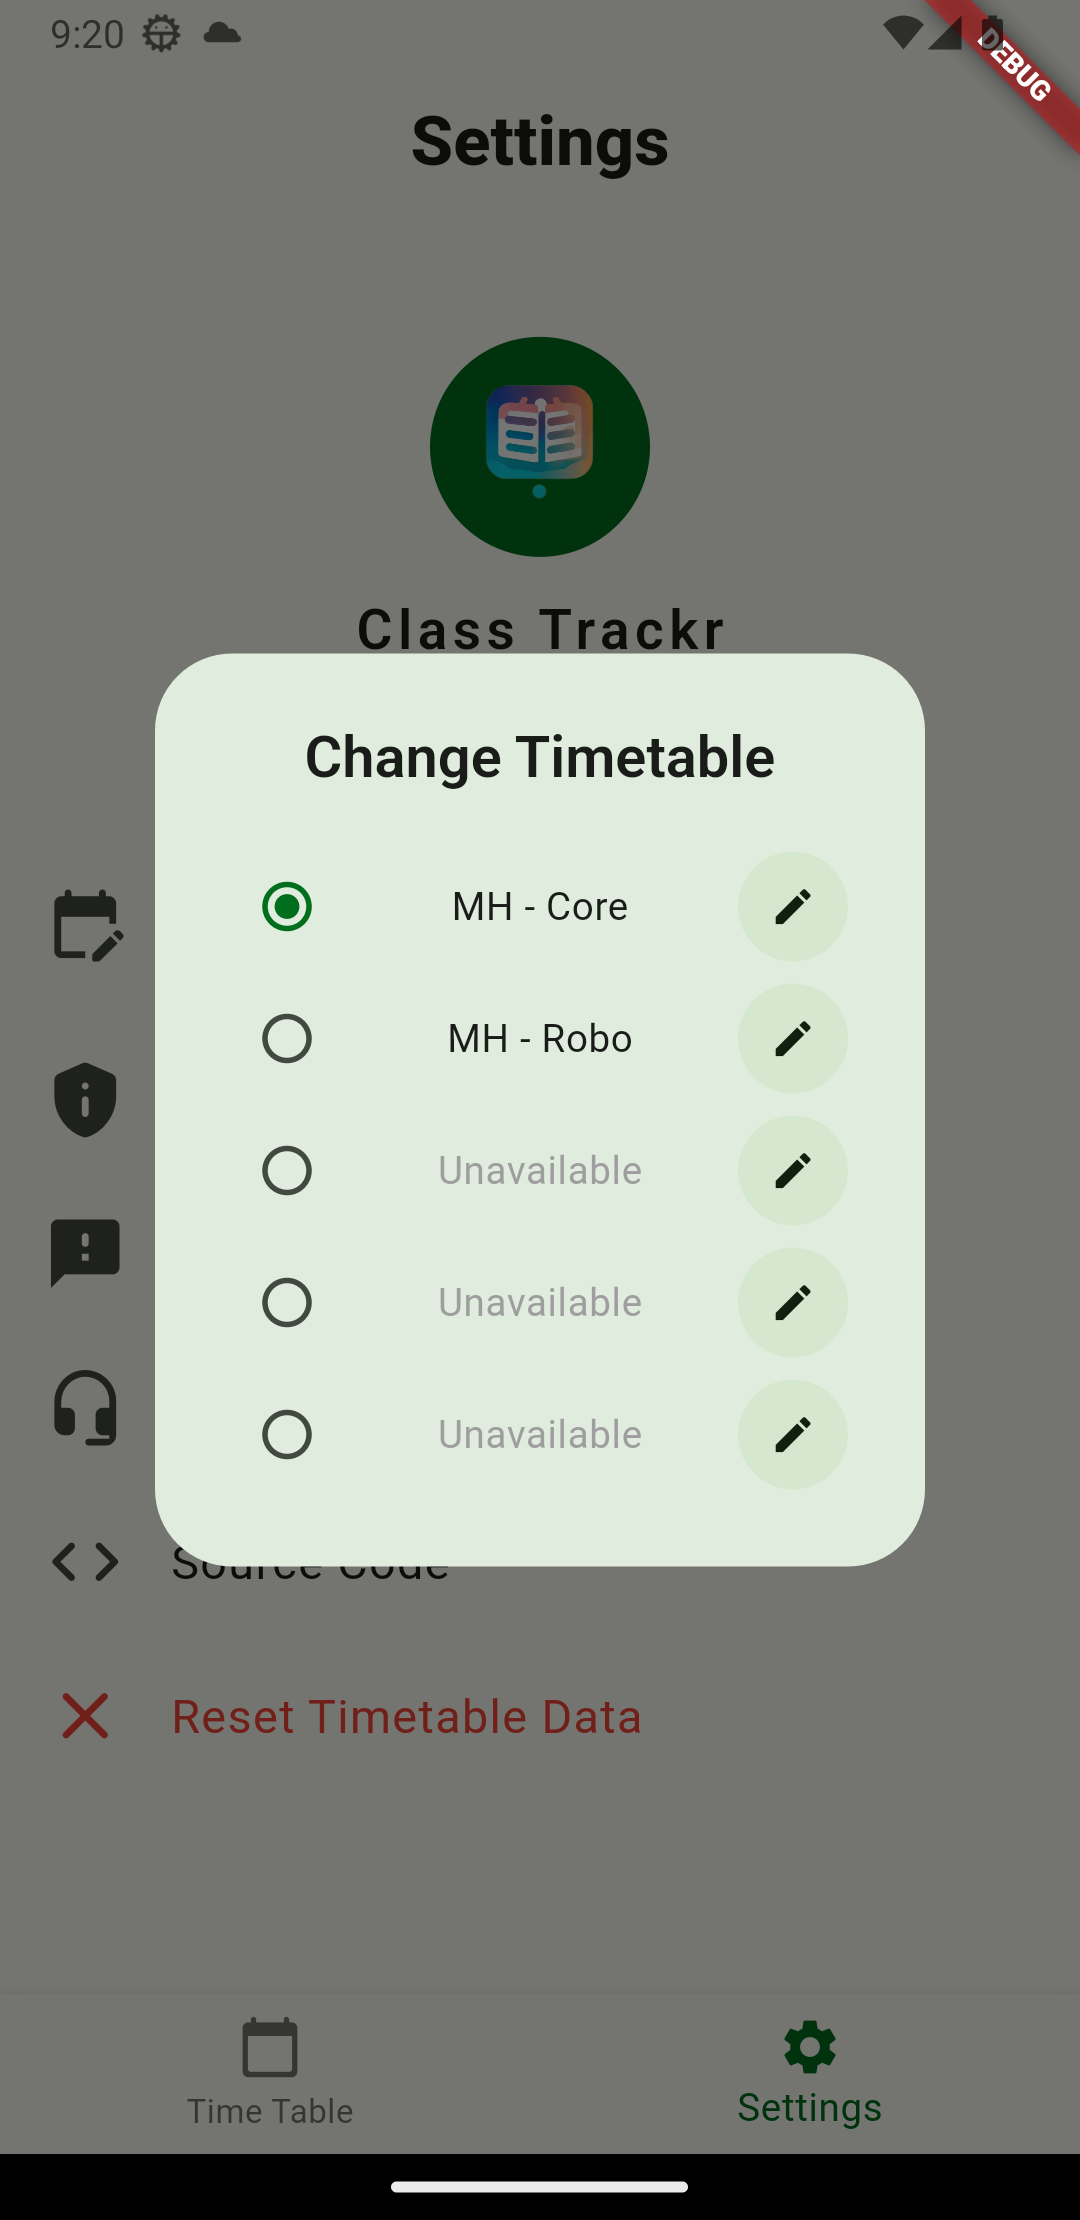 9:20
DEBUG
Settings
Class Trackr
Change Timetable
MH - Core
MH - Robo
Unavailable
Unavailable
Unavailable
Source Code
Reset Timetable Data
Time Table
Settings